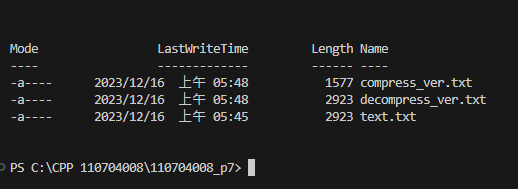 Mode                 LastWriteTime         Length Name
----                 -------------         ------ ----
-a----      2023/12/16  上午 05:48           1577 compress_ver.txt
-a----      2023/12/16  上午 05:48           2923 decompress_ver.txt
-a----      2023/12/16  上午 05:45           2923 text.txt
PS C:\CPP 110704008\110704008_p7>